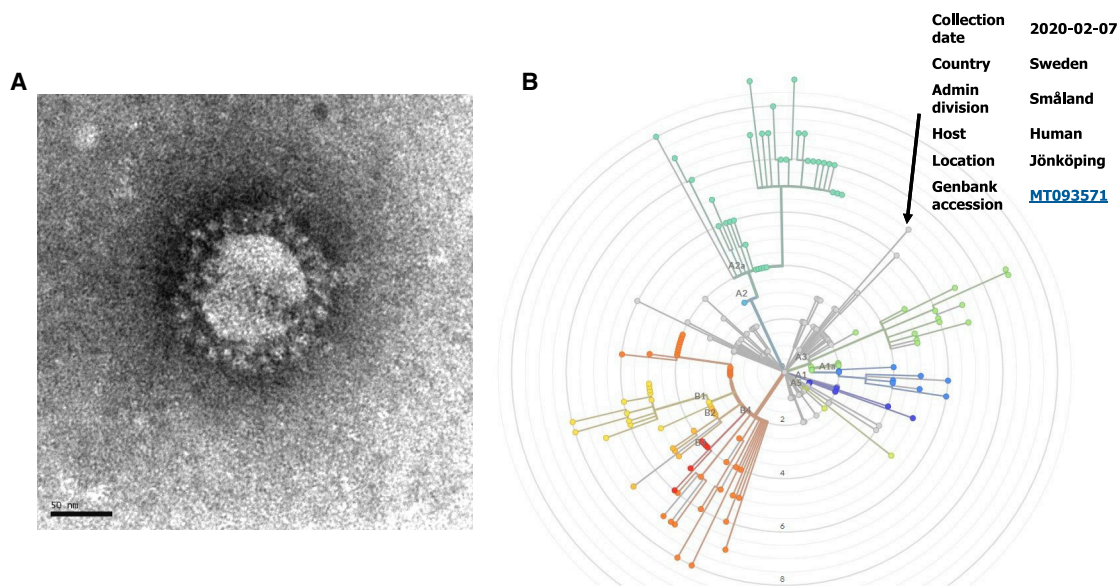 A
50 nm
B
Collection date 2020-02-07
Country Sweden
Admin division Småland
Host Human
Location Jönköping
Genbank accession MT093571
A2a
A2
A3
A1a
A1
B1
B2
B4
2
4
6
8